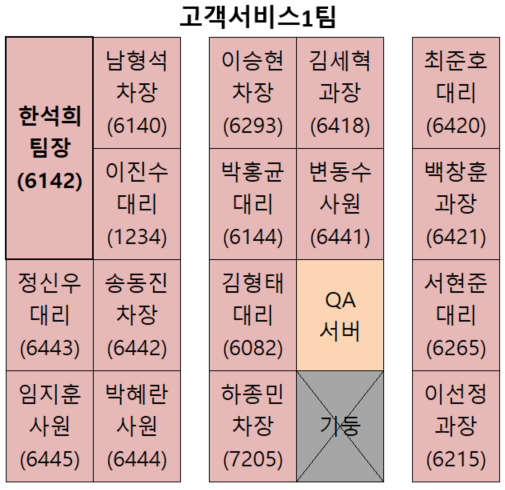 고객서비스1팀
한석희
팀장
(6142)
남형석
차장
(6140)
이진수
대리
(1234)
정신우
대리
(6443)
송동진
차장
(6442)
임지훈
사원
(6445)
박혜란
사원
(6444)
이승현
차장
(6293)
김세혁
과장
(6418)
박홍균
대리
(6144)
변동수
사원
(6441)
김형태
대리
(6082)
QA
서버
하종민
차장
(7205)
기둥
최준호
대리
(6420)
백창훈
과장
(6421)
서현준
대리
(6265)
이선정
과장
(6215)